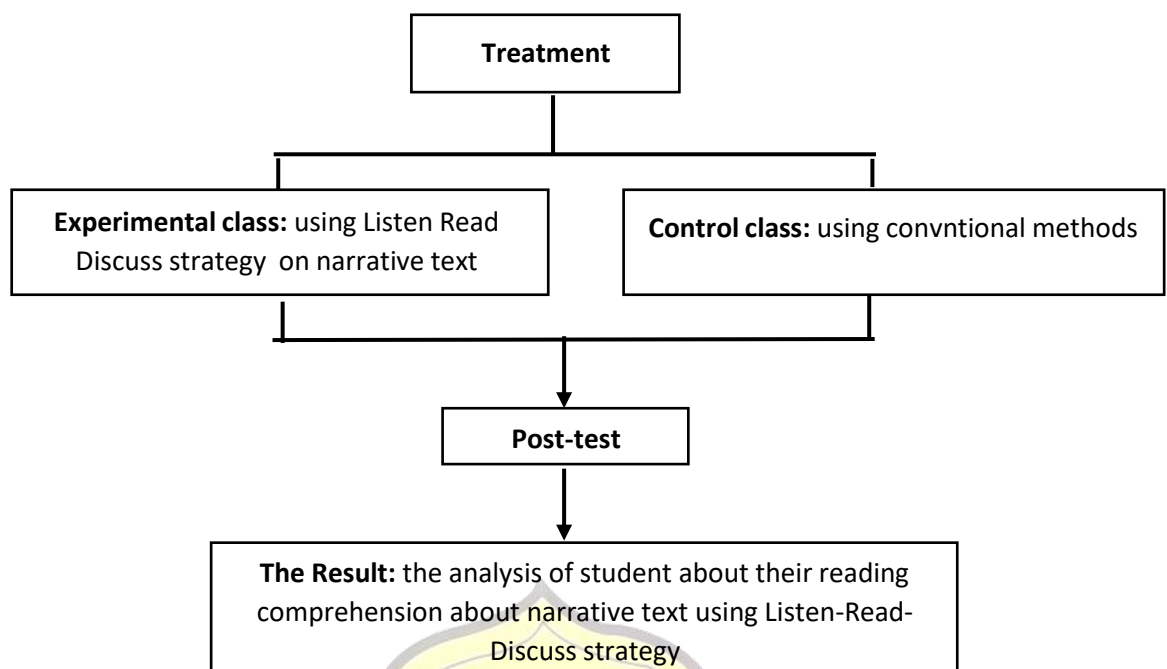 Treatment
Experimental class: using Listen Read
Discuss strategy on narrative text
Control class: using convntional methods
Post-test
The Result: the analysis of student about their reading
comprehension about narrative text using Listen-Read-
Discuss strategy